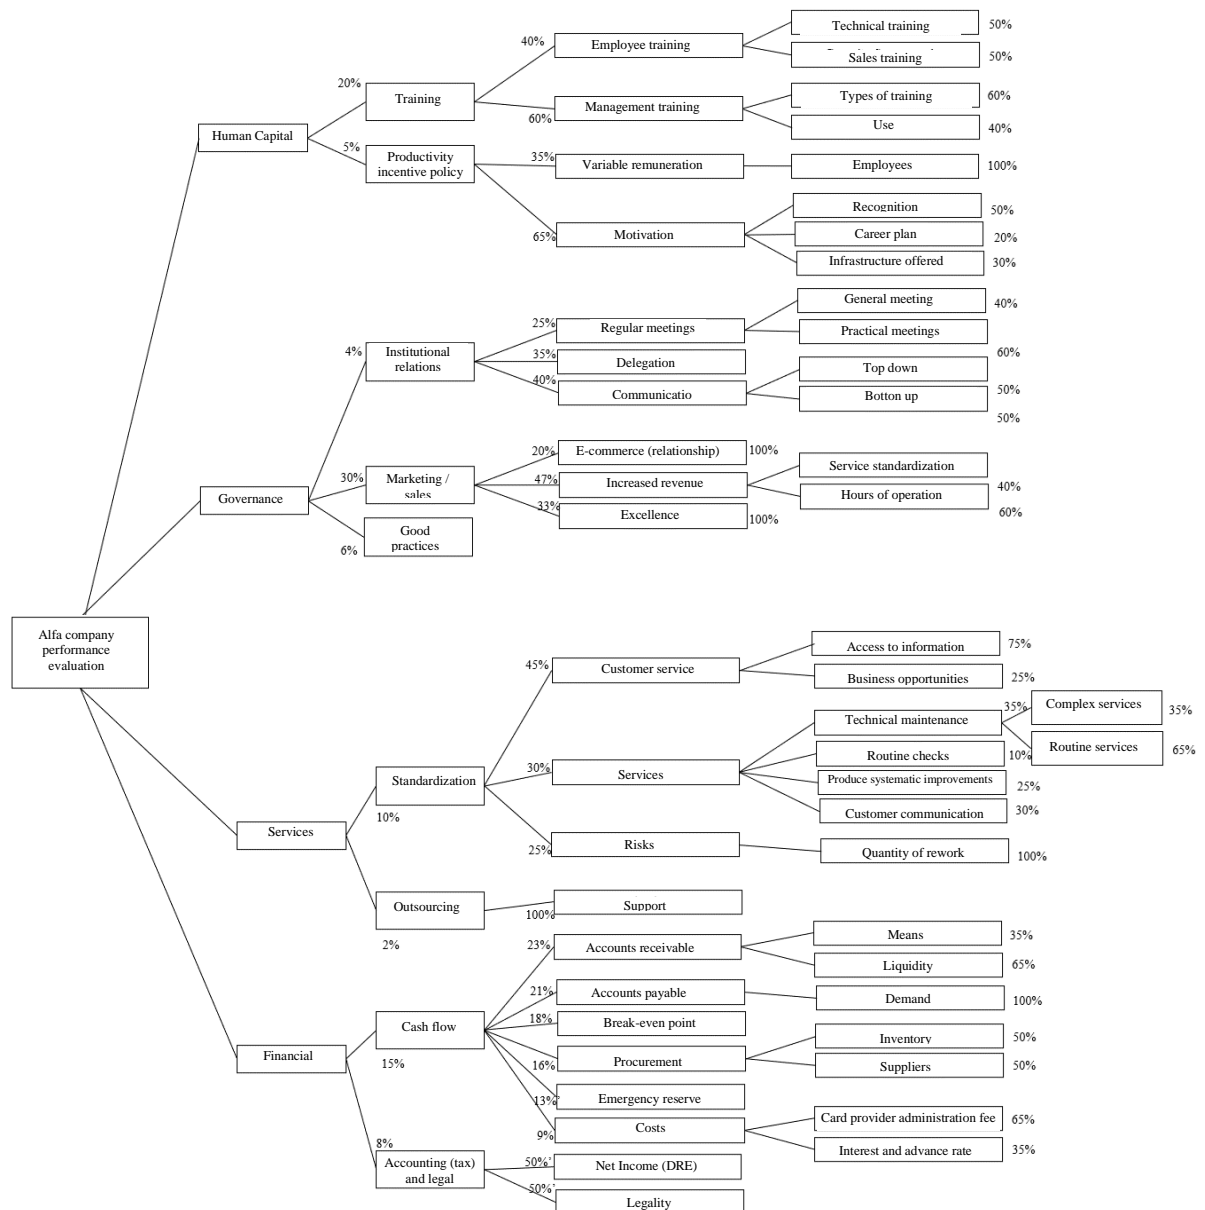 Technical training
50%
40%
Employee training
Sales training
50%
20%
Training
Types of training
60%
Management training
60%
Use
40%
Human Capital
5%
Productivity
incentive policy
35%
Variable remuneration
Employees
100%
Recognition
50%
65%
Motivation
Career plan
20%
Infrastructure offered
30%
General meeting
40%
25%
Regular meetings
Practical meetings
4%
Institutional
relations
35%
Delegation
60%
Top down
40%
Communicatio
50%
Botton up
50%
20%
E-commerce (relationship)
100%
Service standardization
30%
Marketing /
sales
47%
Increased revenue
40%
Governance
Hours of operation
33%
Excellence
100%
60%
Good
practices
6%
Alfa company
performance
evaluation
Access to information
75%
45%
Customer service
Business opportunities
25%
35%
Complex services
35%
Technical maintenance
Routine services
65%
Routine checks
10%
30%
Services
Produce systematic improvements
25%
Standardization
10%
Customer communication
30%
Services
25%
Risks
Quantity of rework
100%
Outsourcing
100%
Support
2%
23%
Accounts receivable
Means
35%
Liquidity
65%
21%
Accounts payable
Demand
100%
18%
Break-even point
Cash flow
Inventory
50%
Financial
15%
16%
Procurement
Suppliers
50%
13%'
Emergency reserve
Card provider administration fee
65%
9%
Costs
8%
Interest and advance rate
35%
Accounting (tax)
and legal
50%'
Net Income (DRE)
50%'
Legality